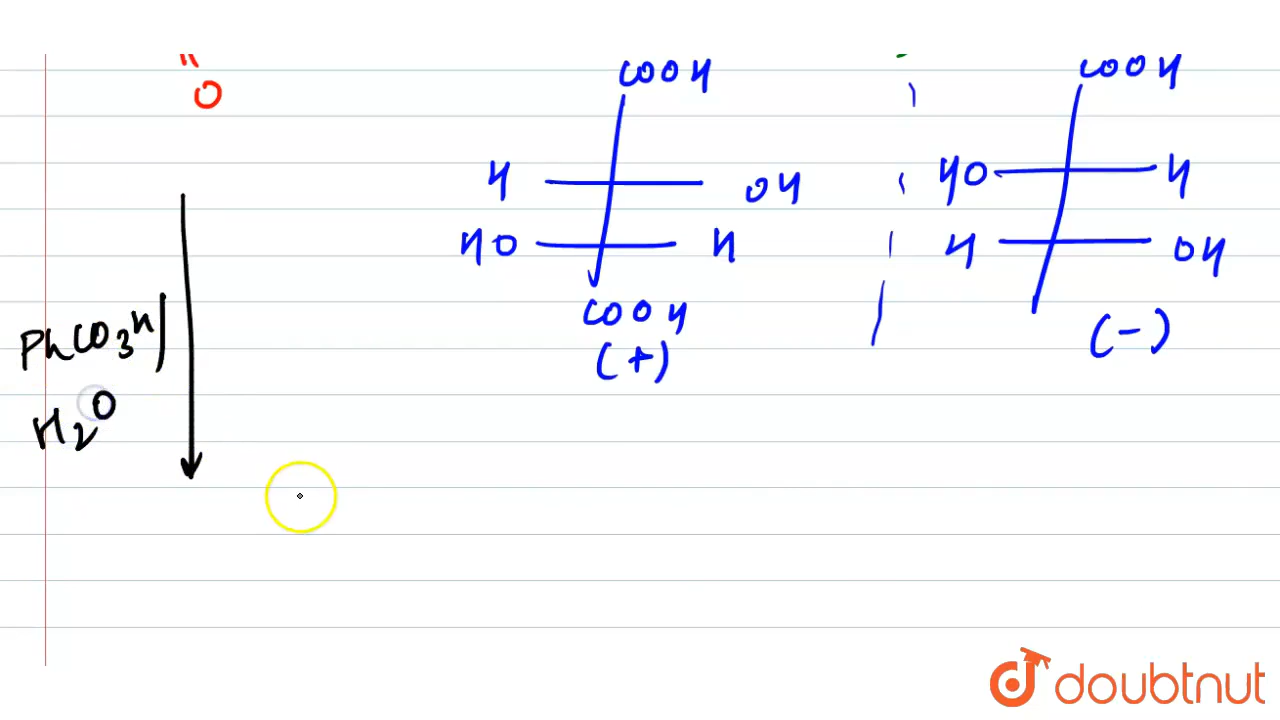 O
COOH
COOH
H OH
HO H
HO H
H OH
COOH
(+)
(-)
PhCO3H/
H2O
doubtnut